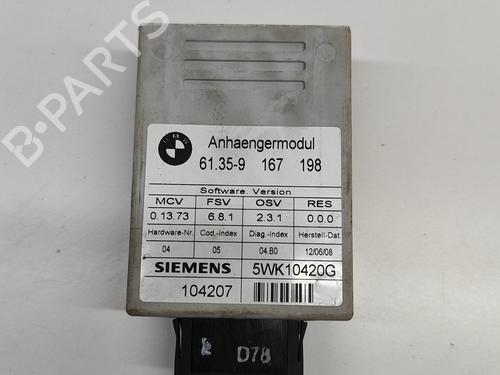 B-PARTS
BMW
Anhaengermodul
61.35-9 167 198
Software. Version
MCV FSV OSV RES
0.13.73 6.8.1 2.3.1 0.0.0
Hardware-Nr. Cod.-Index Diag.-Index Herstell-Dat
04 05 04.B0 12/06/08
SIEMENS 5WK10420G
104207
D78